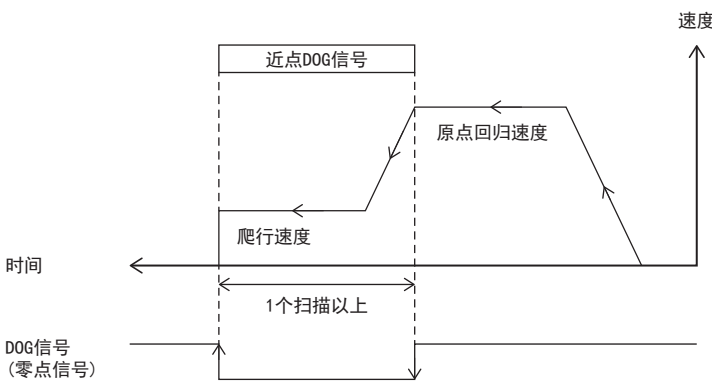 速度
近点DOG信号
原点回归速度
爬行速度
时间
1个扫描以上
DOG信号
(零点信号)